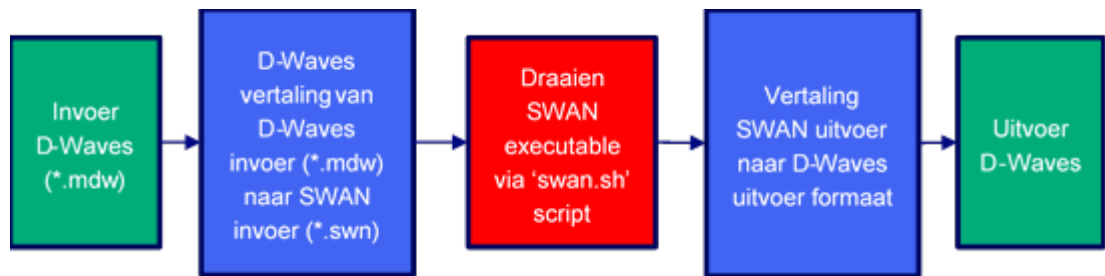 Invoer
D-Waves
(*.mdw)
D-Waves
vertaling van
D-Waves
invoer (*.mdw)
naar SWAN
invoer (*.swn)
Draaien
SWAN
executable
via ‘swan.sh’
script
Vertaling
SWAN uitvoer
naar D-Waves
uitvoer formaat
Uitvoer
D-Waves